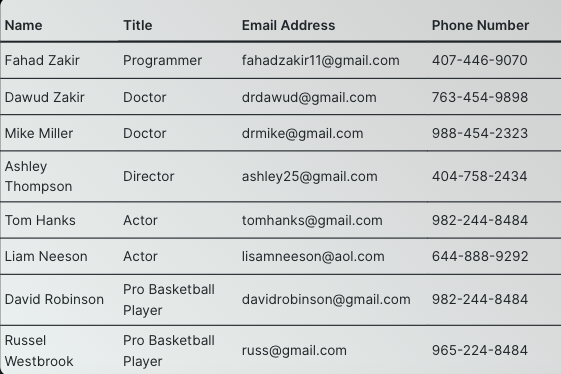 Name Title Email Address Phone Number
Fahad Zakir Programmer fahadzakir11@gmail.com 407-446-9070
Dawud Zakir Doctor drdawud@gmail.com 763-454-9898
Mike Miller Doctor drmike@gmail.com 988-454-2323
Ashley
Thompson Director ashley25@gmail.com 404-758-2434
Tom Hanks Actor tomhanks@gmail.com 982-244-8484
Liam Neeson Actor lisamneeson@aol.com 644-888-9292
David Robinson Pro Basketball
Player davidrobinson@gmail.com 982-244-8484
Russel
Westbrook Pro Basketball
Player russ@gmail.com 965-224-8484